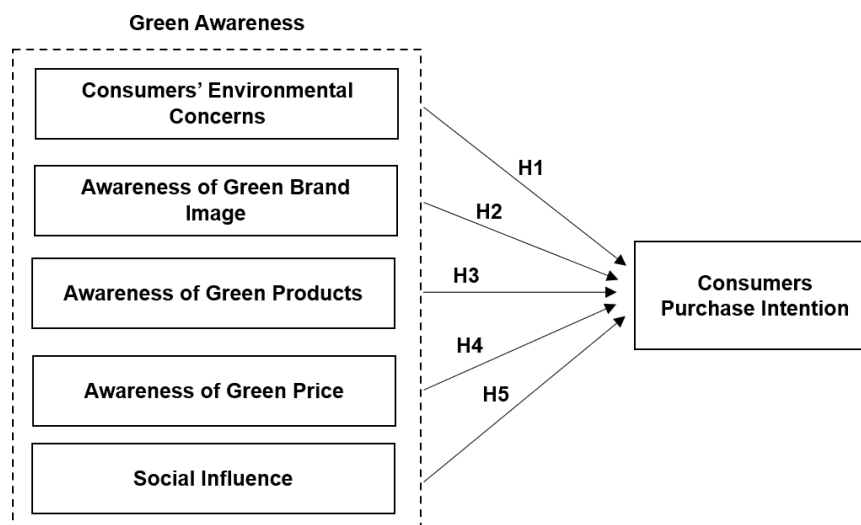 Green Awareness
Consumers’ Environmental
Concerns
Awareness of Green Brand
Image
Awareness of Green Products
Awareness of Green Price
Social Influence
H1
H2
H3
H4
H5
Consumers
Purchase Intention